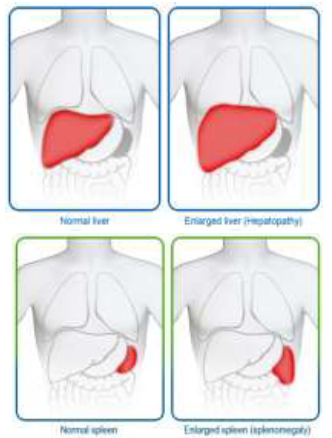 Normal liver
Enlarged liver (Hepatopathy)
Normal spleen
Enlarged spleen (splenomegaly)